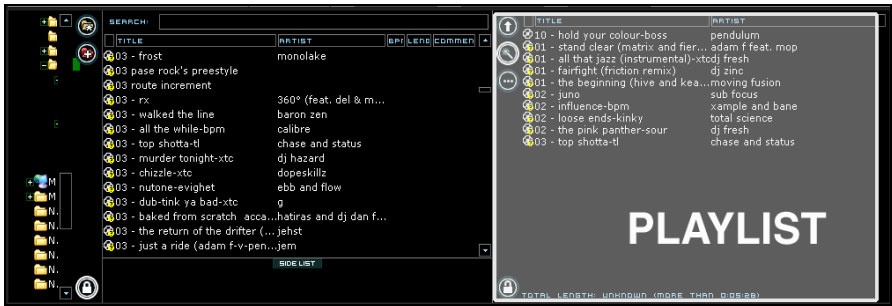 SEARCH:
TITLE ARTIST BPM LENG COMMEN
03 - frost monolake
03 pase rock's preestyle
03 route increment
03 - rx 360° (feat. del & m...
03 - walked the line baron zen
03 - all the while-bpm calibre
03 - top shotta-tl chase and status
03 - murder tonight-xtc dj hazard
03 - chizzle-xtc dopeskillz
03 - nutone-evighet ebb and flow
03 - dub-tink ya bad-xtc g
03 - baked from scratch acca...hatiras and dj dan f...
03 - the return of the drifter (...jehst
03 - just a ride (adam f-v-pen...jem
SIDE LIST
M
M
N.
N.
N.
N.
N.
N.
TITLE ARTIST
10 - hold your colour-boss pendulum
01 - stand clear (matrix and fier...adam f feat. mop
01 - all that jazz (instrumental)-xtcdj fresh
01 - fairfight (friction remix) dj zinc
01 - the beginning (hive and kea...moving fusion
02 - juno sub focus
02 - influence-bpm xample and bane
02 - loose ends-kinky total science
02 - the pink panther-sour dj fresh
03 - top shotta-tl chase and status
PLAYLIST
TOTAL LENGTH: UNKNOWN (MORE THAN 0:05:28)